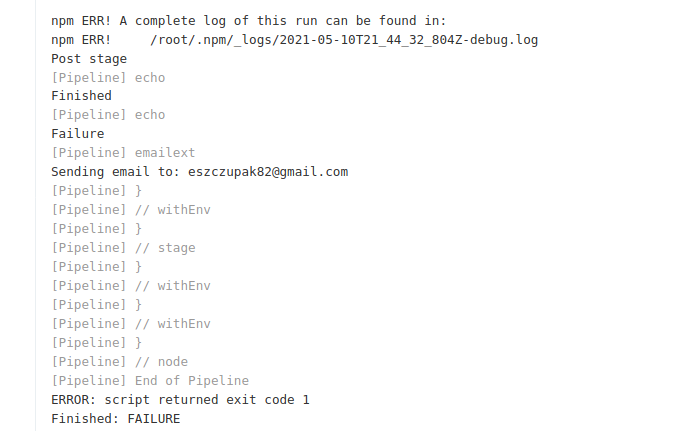 npm ERR! A complete log of this run can be found in:
npm ERR!     /root/.npm/_logs/2021-05-10T21_44_32_804Z-debug.log
Post stage
[Pipeline] echo
Finished
[Pipeline] echo
Failure
[Pipeline] emailext
Sending email to: eszczupak82@gmail.com
[Pipeline] }
[Pipeline] // withEnv
[Pipeline] }
[Pipeline] // stage
[Pipeline] }
[Pipeline] // withEnv
[Pipeline] }
[Pipeline] // withEnv
[Pipeline] }
[Pipeline] // node
[Pipeline] End of Pipeline
ERROR: script returned exit code 1
Finished: FAILURE